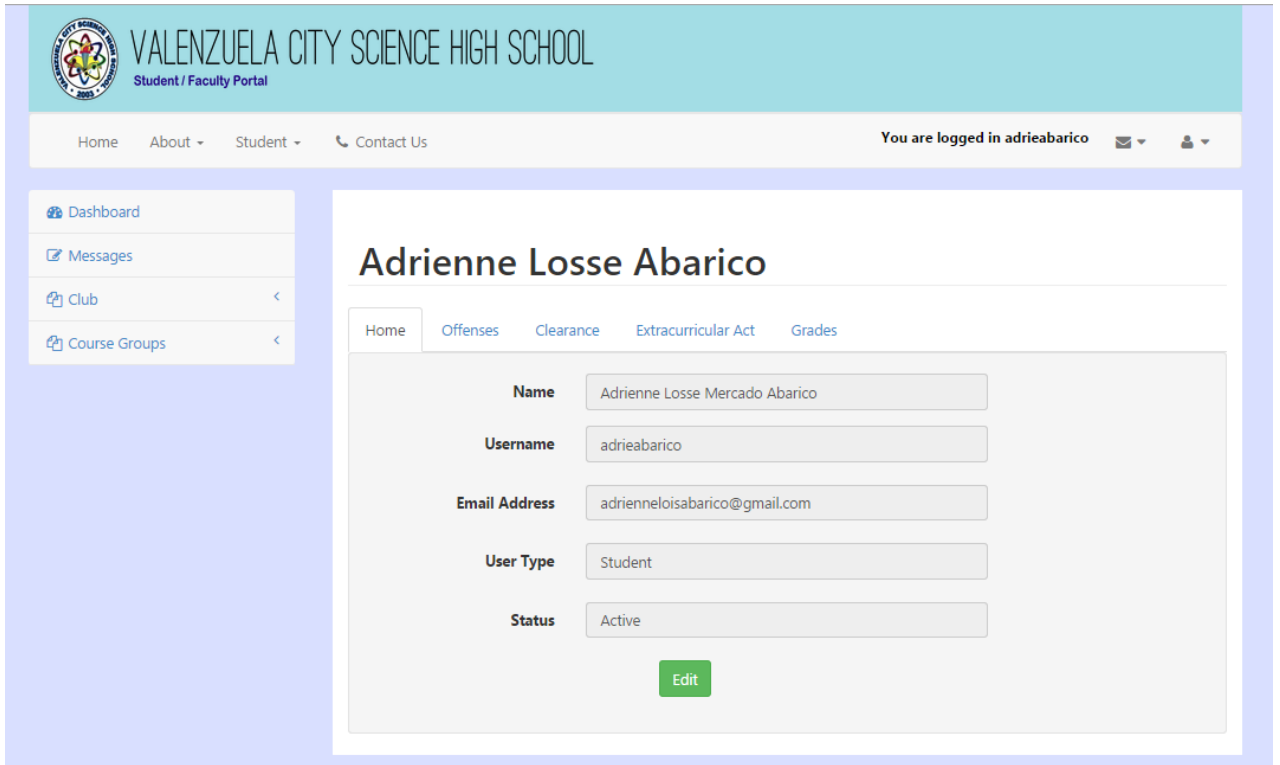 VALENZUELA CITY SCIENCE HIGH SCHOOL
Student / Faculty Portal
2003
Home About Student Contact Us You are logged in adrieabarico
Dashboard
Messages
Club
Course Groups
Adrienne Losse Abarico
Home Offenses Clearance Extracurricular Act Grades
Name Adrienne Losse Mercado Abarico
Username adrieabarico
Email Address adrienneloisabarico@gmail.com
User Type Student
Status Active
Edit